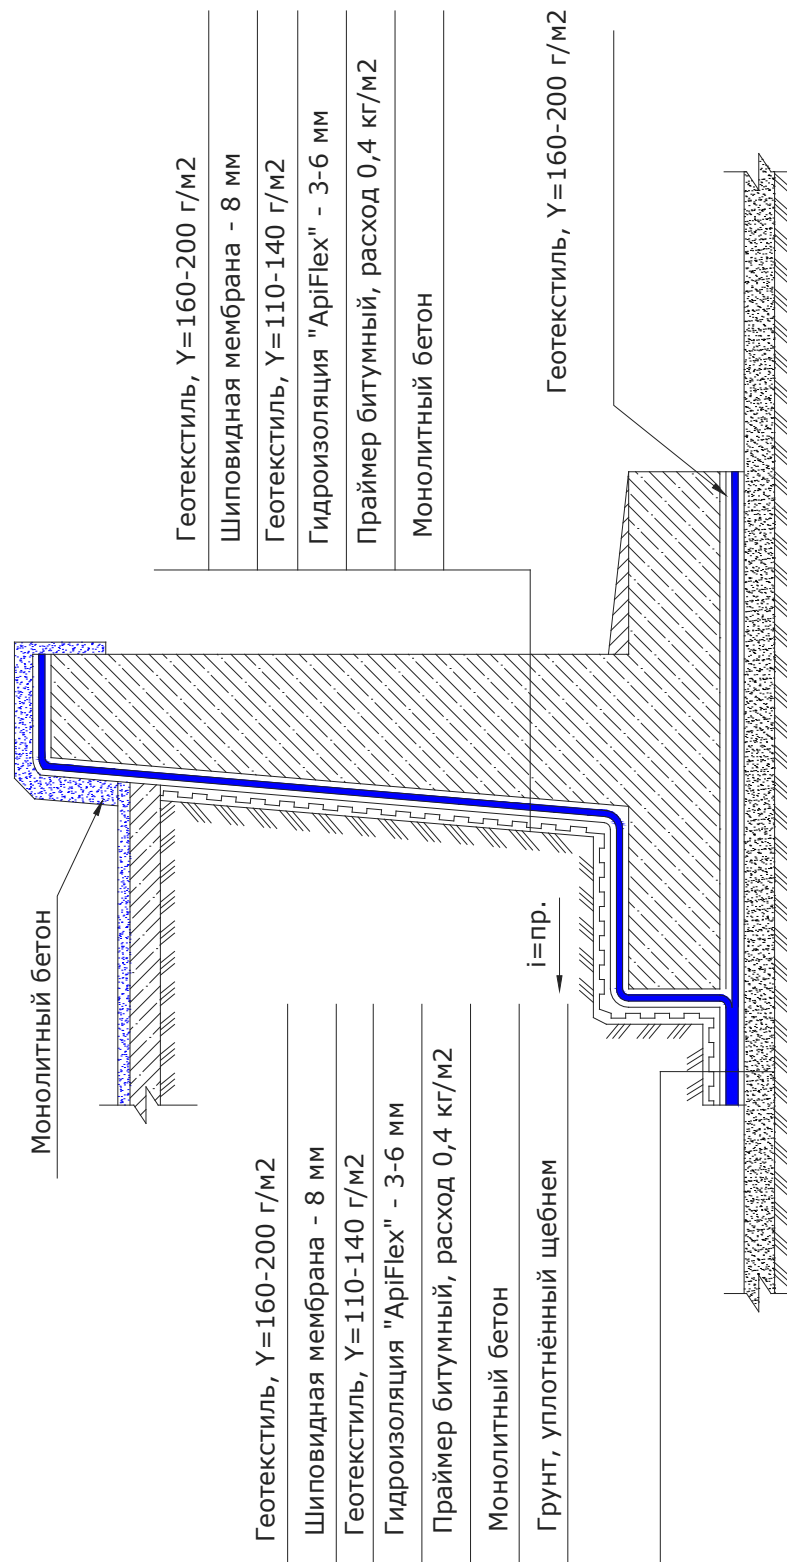 Геотекстиль, Y=160-200 г/м2
Шиповидная мембрана - 8 мм
Геотекстиль, Y=110-140 г/м2
Гидроизоляция "ApiFlex" - 3-6 мм
Праймер битумный, расход 0,4 кг/м2
Монолитный бетон
Геотекстиль, Y=160-200 г/м2
Монолитный бетон
i=пр.
Геотекстиль, Y=160-200 г/м2
Шиповидная мембрана - 8 мм
Геотекстиль, Y=110-140 г/м2
Гидроизоляция "ApiFlex" - 3-6 мм
Праймер битумный, расход 0,4 кг/м2
Монолитный бетон
Грунт, уплотнённый щебнем